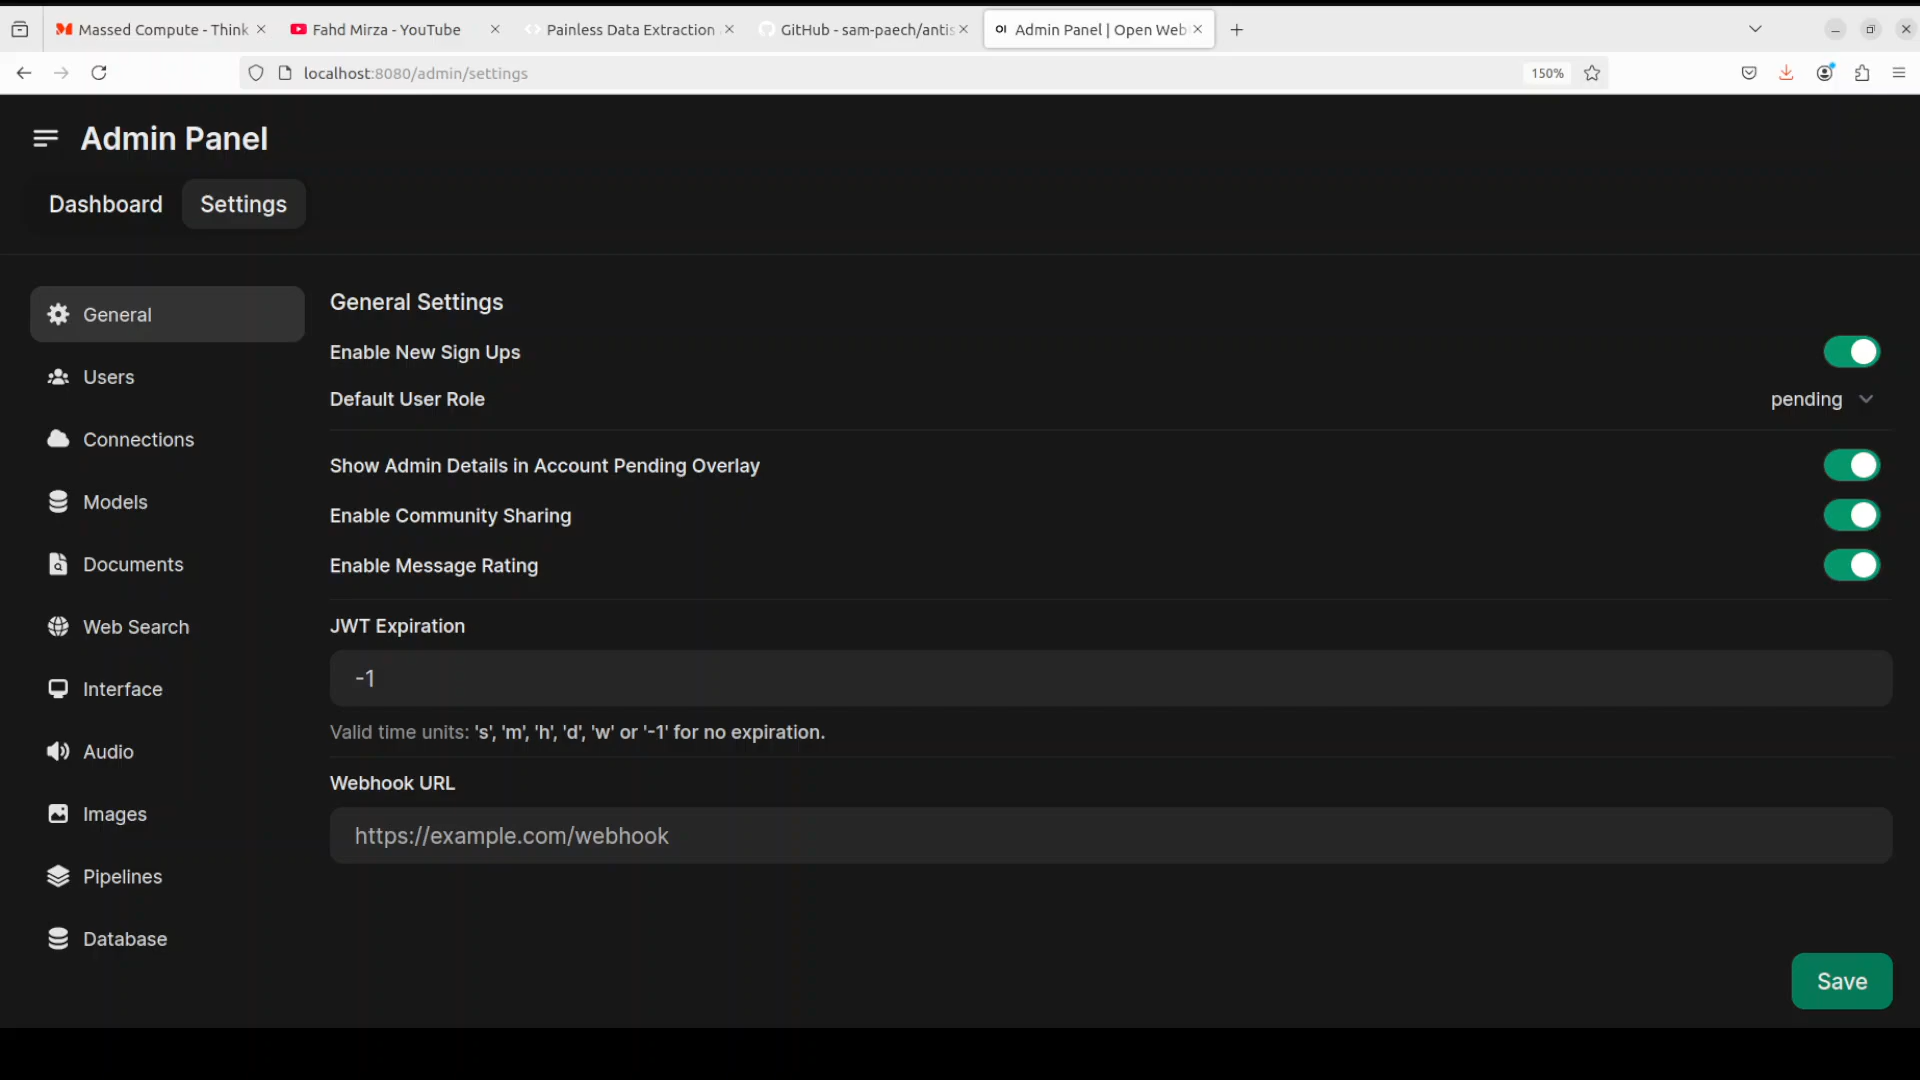 Massed Compute - Think
Fahd Mirza - YouTube
Painless Data Extraction
GitHub - sam-paech/antis
OI Admin Panel | Open Web
localhost:8080/admin/settings
150%
Admin Panel
Dashboard
Settings
General
Users
Connections
Models
Documents
Web Search
Interface
Audio
Images
Pipelines
Database
General Settings
Enable New Sign Ups
Default User Role
pending
Show Admin Details in Account Pending Overlay
Enable Community Sharing
Enable Message Rating
JWT Expiration
-1
Valid time units: 's', 'm', 'h', 'd', 'w' or '-1' for no expiration.
Webhook URL
https://example.com/webhook
Save